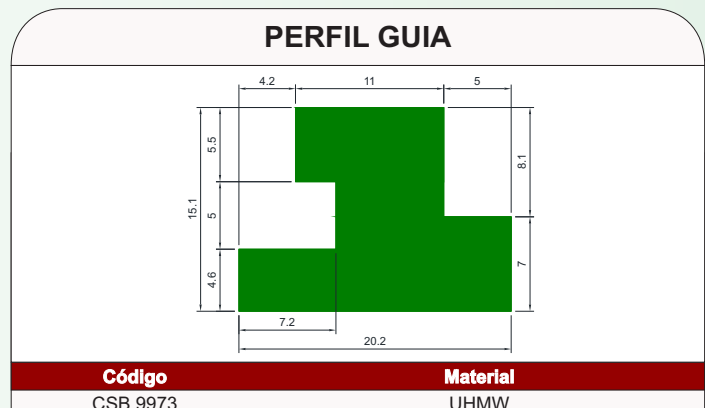 PERFIL GUIA
4.2 11 5
5.5
8.1
15.1
5
4.6
7
7.2
20.2
Código Material
CSB 9973 UHMW